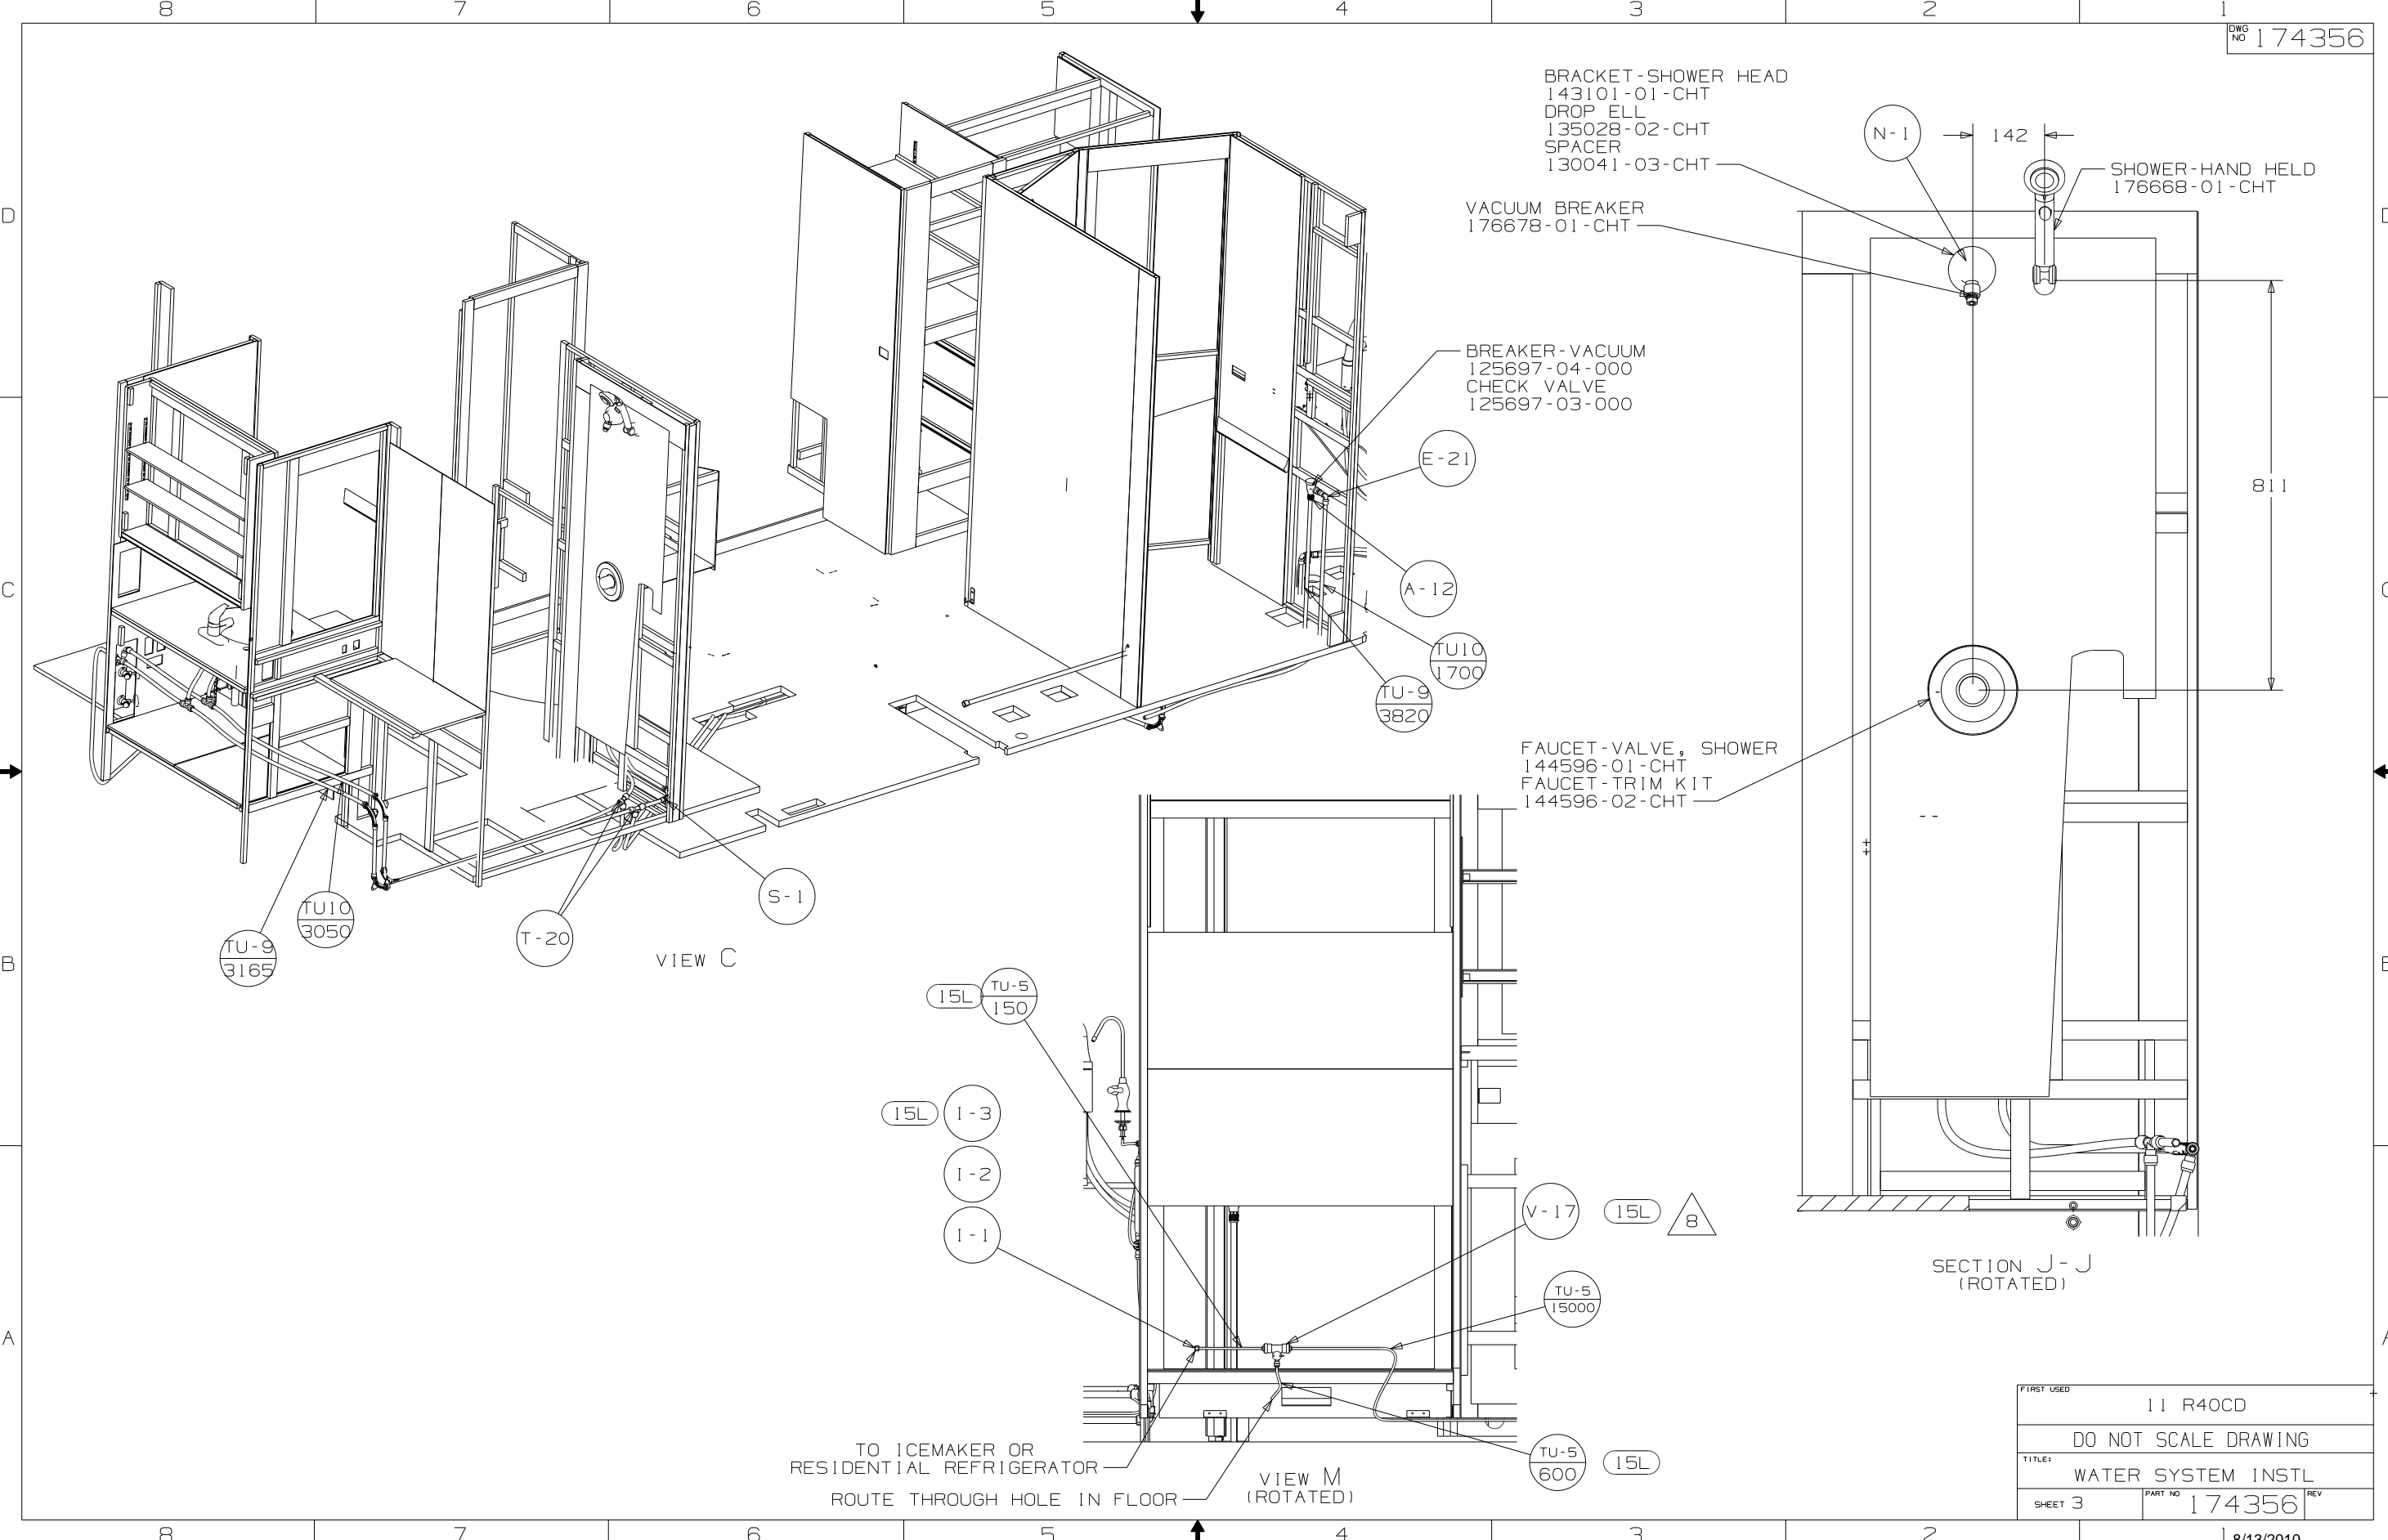 8 7 6 5 4 3 2 1
DWG NO 174356
BRACKET-SHOWER HEAD
143101-01-CHT
DROP ELL
135028-02-CHT
SPACER
130041-03-CHT
N-1
142
SHOWER-HAND HELD
176668-01-CHT
VACUUM BREAKER
176678-01-CHT
D
D
BREAKER-VACUUM
125697-04-000
CHECK VALVE
125697-03-000
E-21
811
A-12
C
C
TU10
1700
TU-9
3820
FAUCET-VALVE, SHOWER
144596-01-CHT
FAUCET-TRIM KIT
144596-02-CHT
S-1
TU10
3050
T-20
TU-9
3165
VIEW C
B
B
15L
TU-5
150
15L
I-3
I-2
I-1
V-17
15L
8
SECTION J-J
(ROTATED)
TU-5
15000
A
A
TO ICEMAKER OR
RESIDENTIAL REFRIGERATOR
ROUTE THROUGH HOLE IN FLOOR
VIEW M
(ROTATED)
TU-5
600
15L
FIRST USED
11 R40CD
DO NOT SCALE DRAWING
TITLE:
WATER SYSTEM INSTL
SHEET 3
PART NO 174356 REV
8 7 6 5 4 3 2 1
8/13/2010